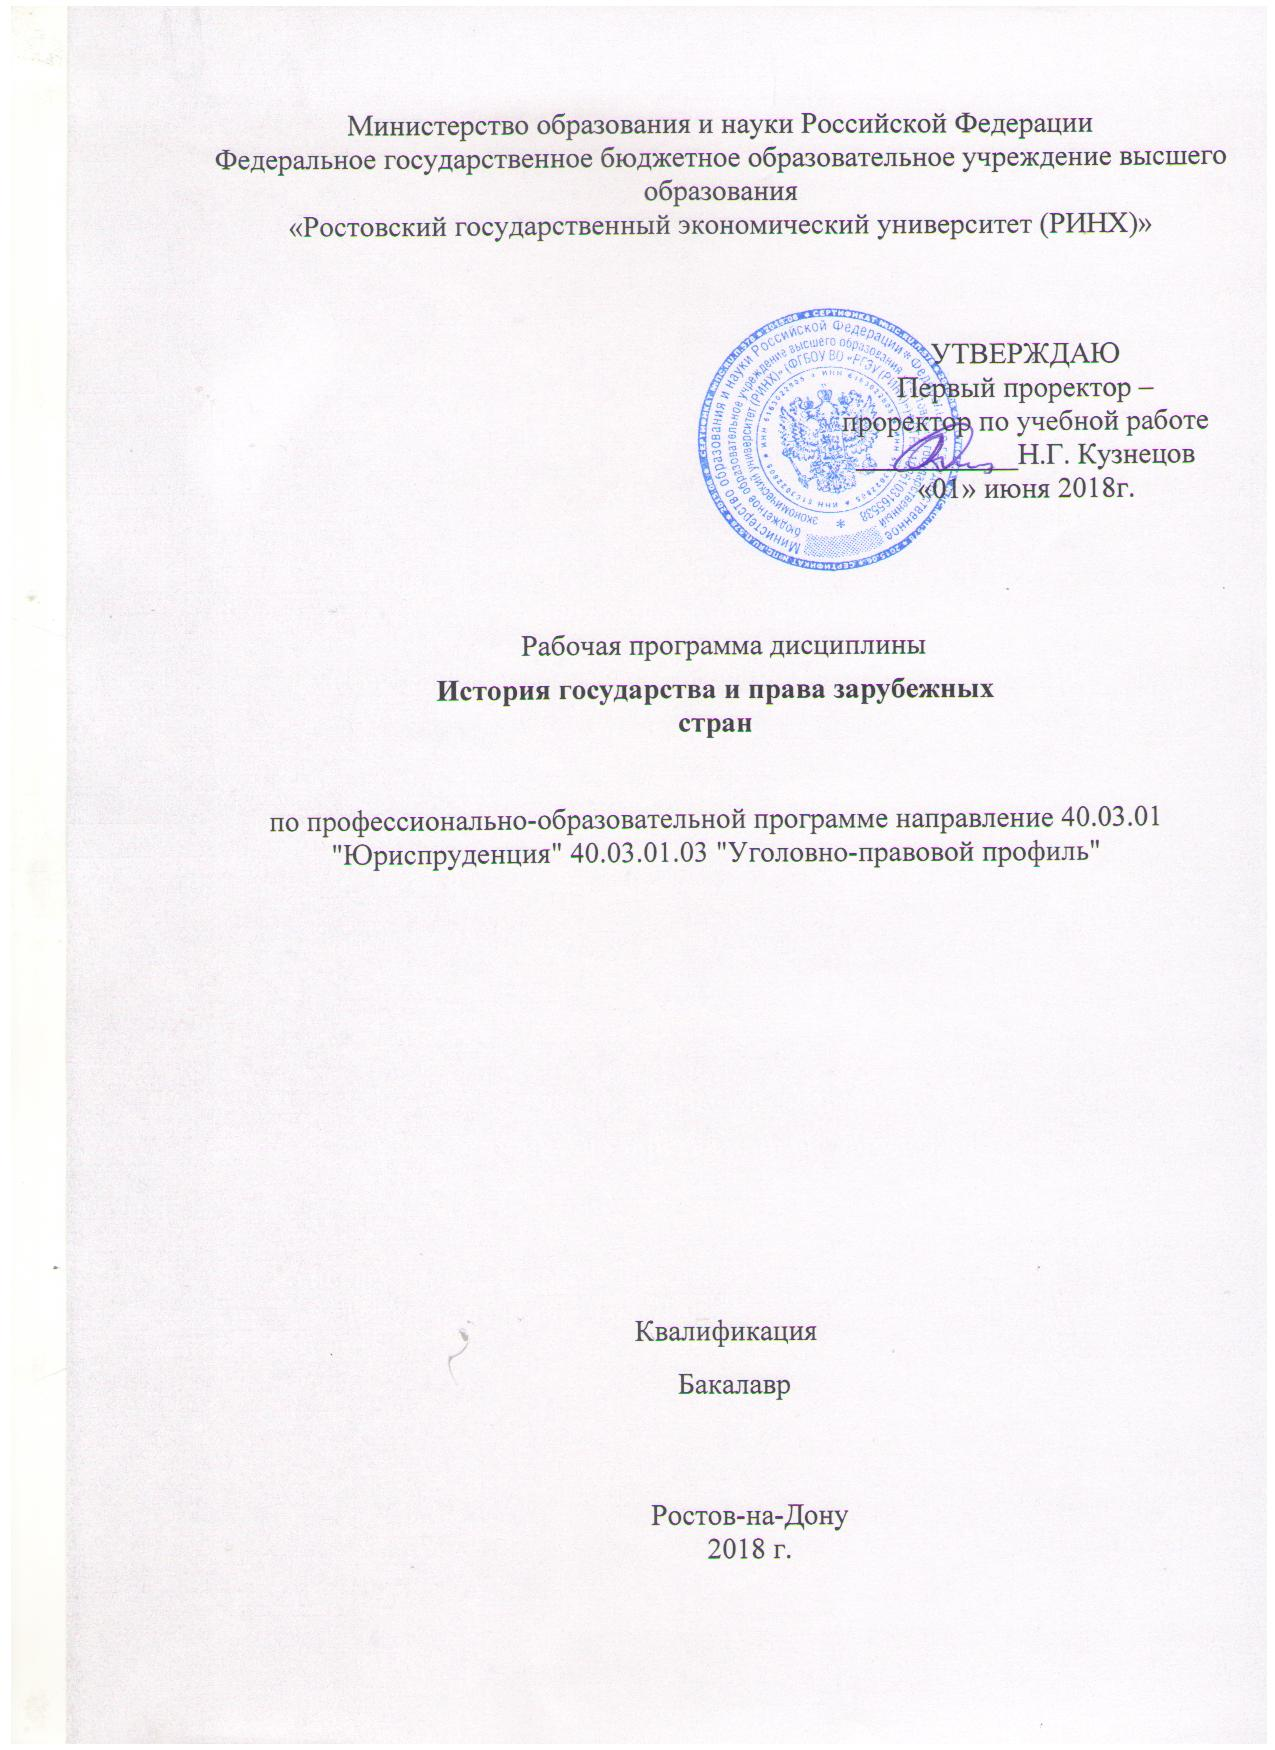 Министерство образования и науки Российской Федерации
Федеральное государственное бюджетное образовательное учреждение высшего
образования
«Ростовский государственный экономический университет (РИНХ)»
УТВЕРЖДАЮ
Первый проректор –
проректор по учебной работе
Н.Г. Кузнецов
«01» июня 2018г.
Рабочая программа дисциплины
История государства и права зарубежных
стран
по профессионально-образовательной программе направление 40.03.01
"Юриспруденция" 40.03.01.03 "Уголовно-правовой профиль"
Квалификация
Бакалавр
Ростов-на-Дону
2018 г.